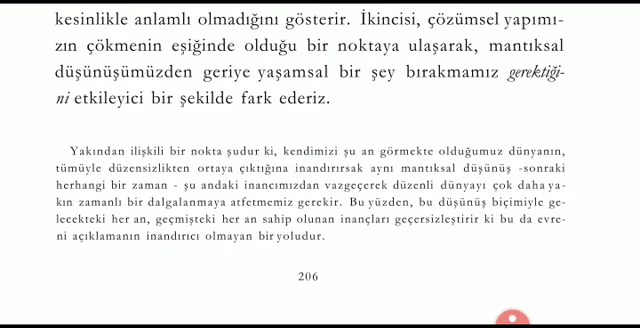 kesinlikle anlamlı olmadığını gösterir. İkincisi, çözümsel yapımı-
zın çökmenin eşiğinde olduğu bir noktaya ulaşarak, mantıksal
düşünüşümüzden geriye yaşamsal bir şey bırakmamız gerektiği-
ni etkileyici bir şekilde fark ederiz.
Yakından ilişkili bir nokta şudur ki, kendimizi şu an görmekte olduğumuz dünyanın,
tümüyle düzensizlikten ortaya çıktığına inandırırsak aynı mantıksal düşünüş -sonraki
herhangi bir zaman - şu andaki inancımızdan vazgeçerek düzenli dünyayı çok daha ya-
kın zamanlı bir dalgalanmaya atfetmemiz gerekir. Bu yüzden, bu düşünüş biçimiyle ge-
lecekteki her an, geçmişteki her an sahip olunan inançları geçersizleştirir ki bu da evre-
ni açıklamanın inandırıcı olmayan bir yoludur.
206